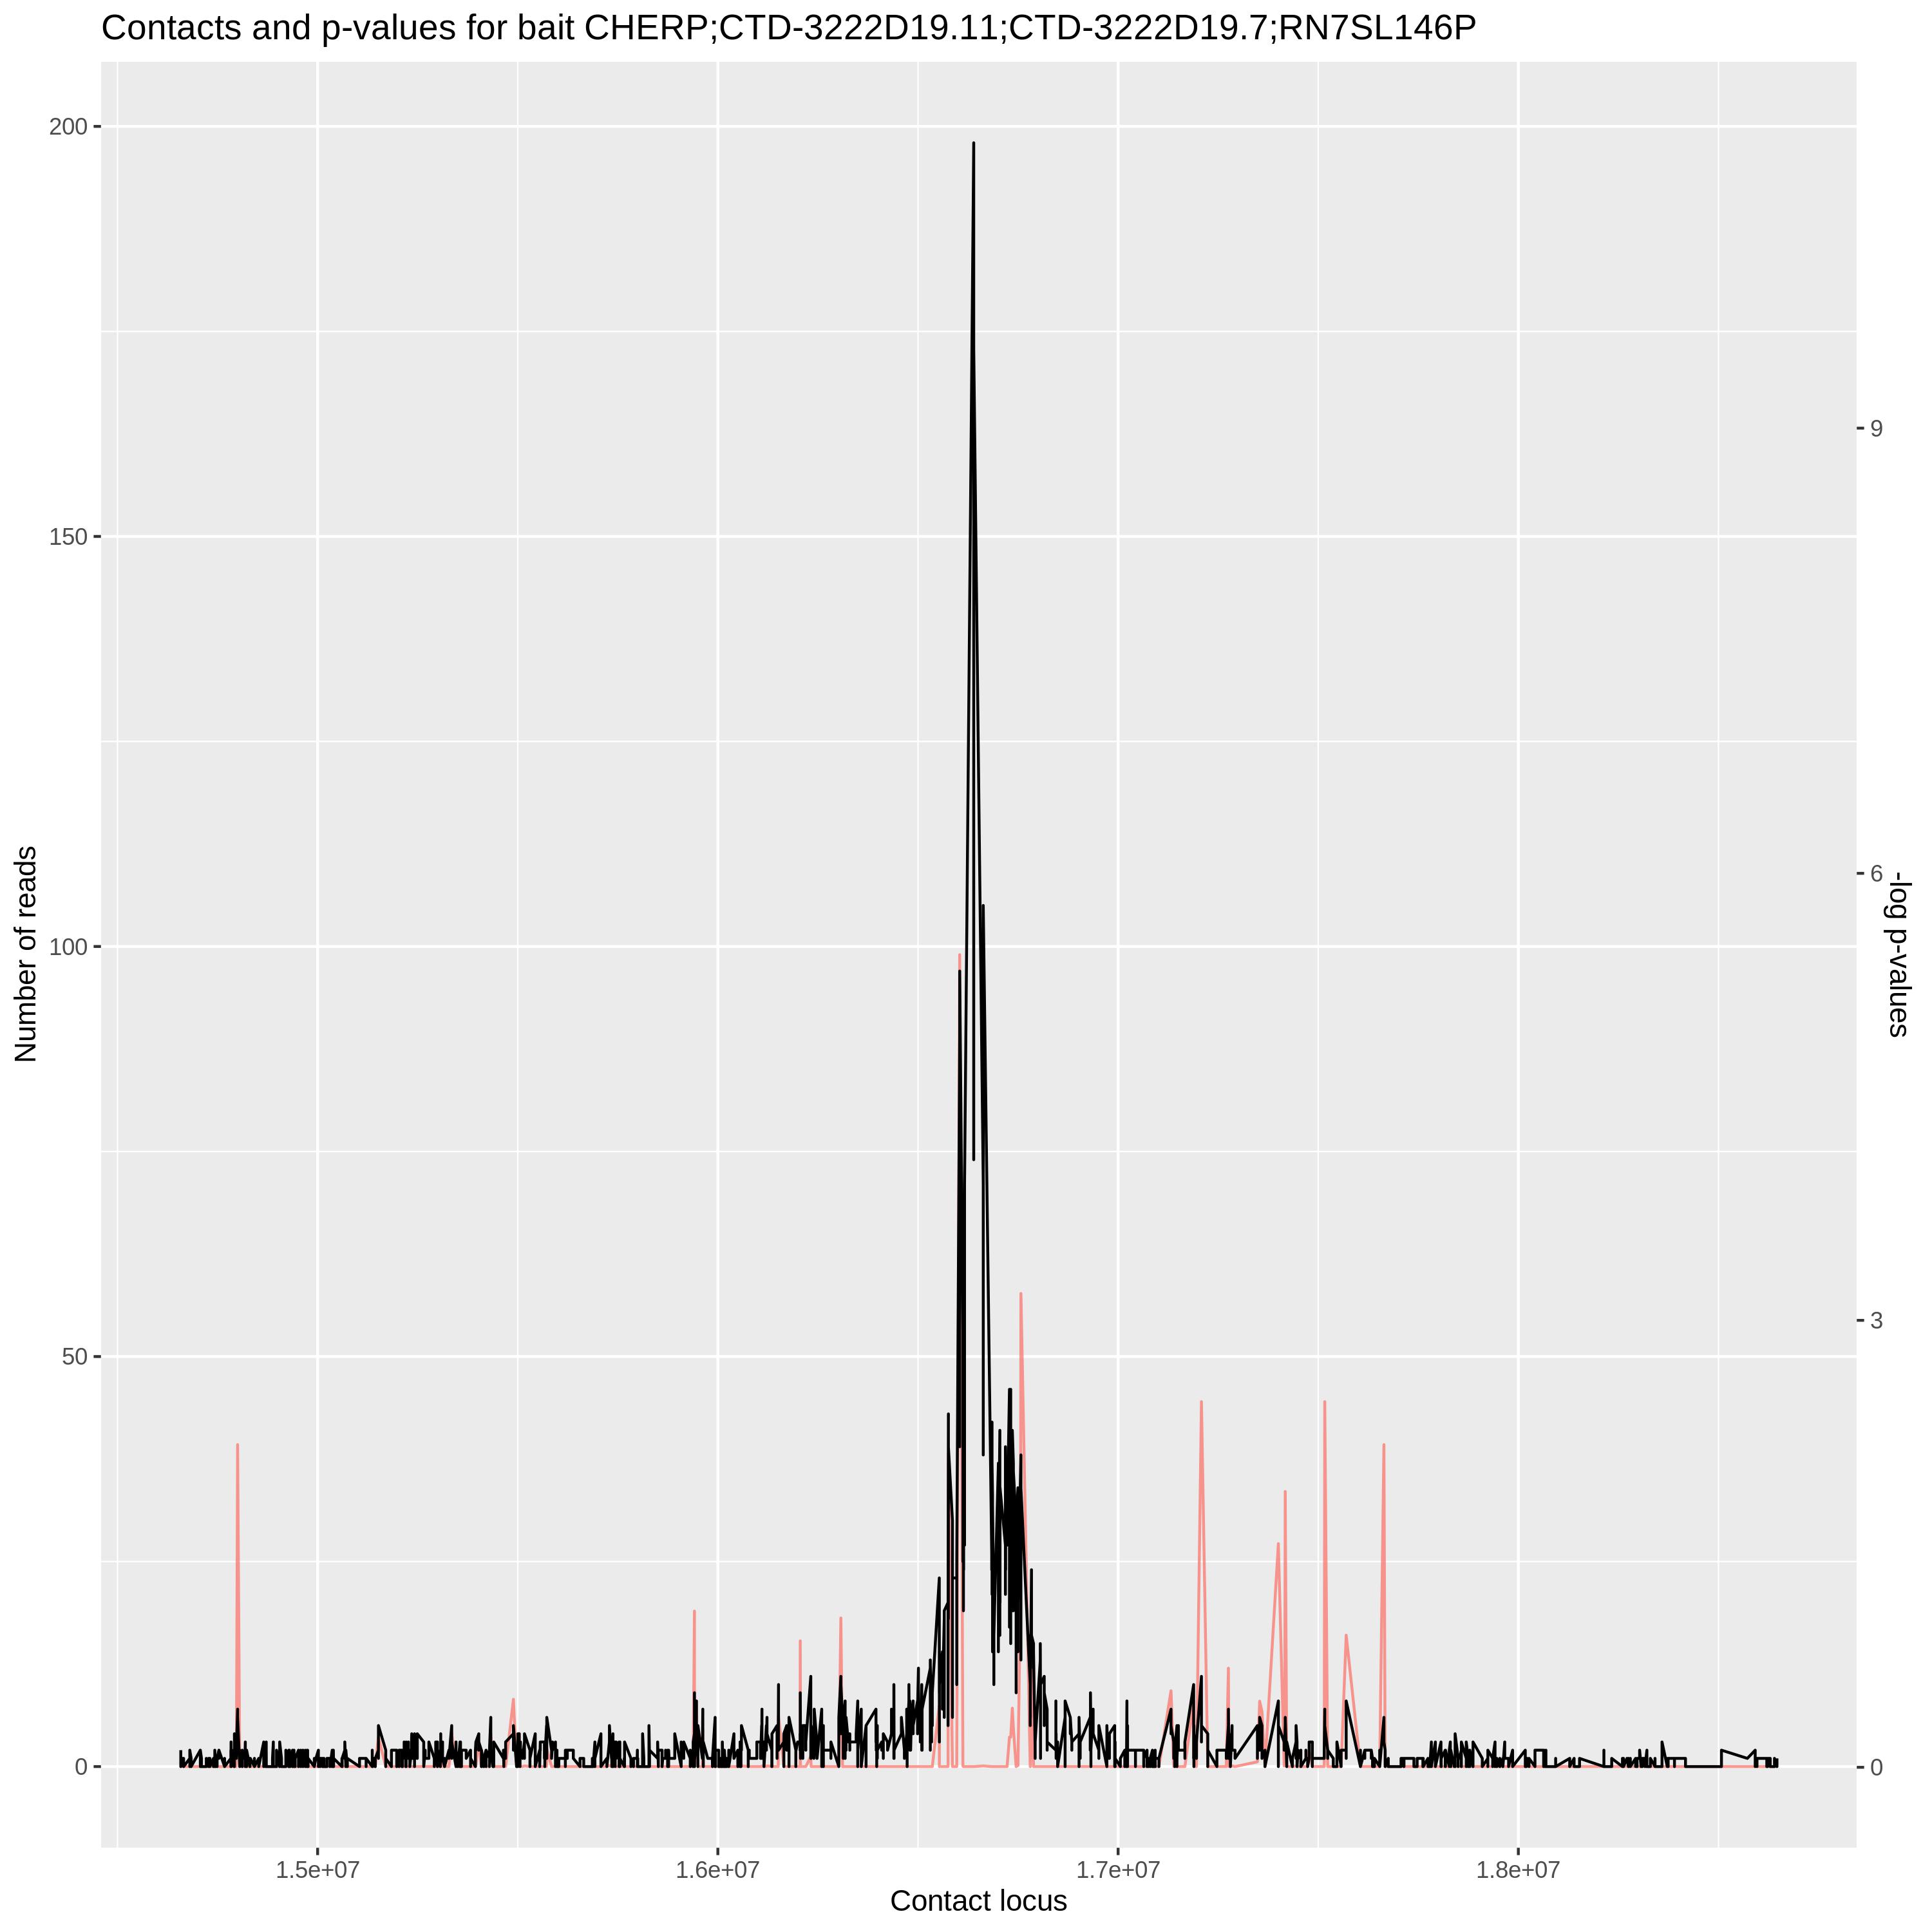 Contacts and p-values for bait CHERP;CTD-3222D19.11;CTD-3222D19.7;RN7SL146P
200
150
100
50
0
Number of reads
9
6
3
0
-log p-values
1.5e+07
1.6e+07
1.7e+07
1.8e+07
Contact locus